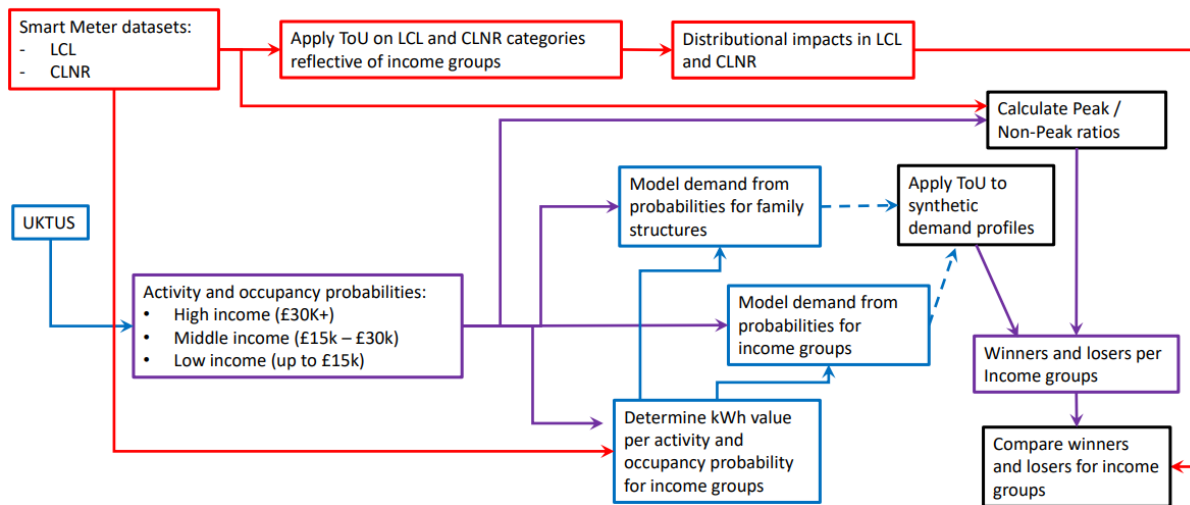 Smart Meter datasets:
- LCL
- CLNR
Apply ToU on LCL and CLNR categories
reflective of income groups
Distributional impacts in LCL
and CLNR
Calculate Peak /
Non-Peak ratios
UKTUS
Activity and occupancy probabilities:
• High income (£30K+)
• Middle income (£15k – £30k)
• Low income (up to £15k)
Model demand from
probabilities for family
structures
Apply ToU to
synthetic
demand profiles
Model demand from
probabilities for
income groups
Determine kWh value
per activity and
occupancy probability
for income groups
Winners and losers per
Income groups
Compare winners
and losers for income
groups